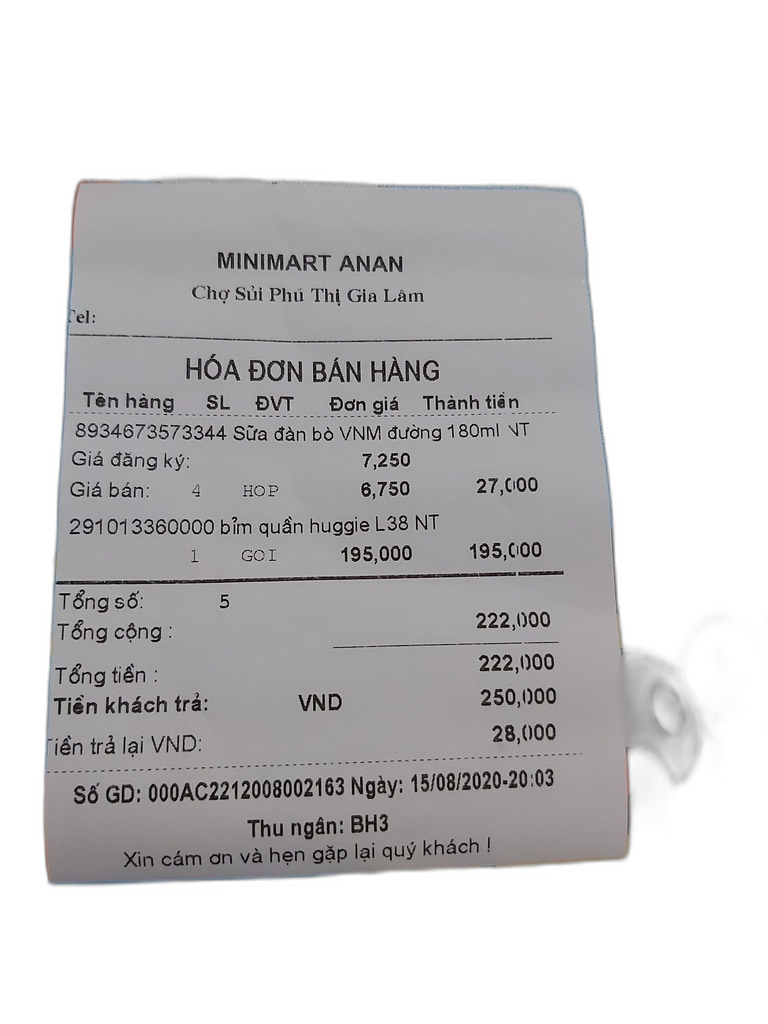 MINIMART ANAN
Chợ Sủi Phú Thị Gia Lâm
Tel:
HÓA ĐƠN BÁN HÀNG
Tên hàng SL ĐVT Đơn giá Thành tiền
8934673573344 Sữa đàn bò VNM đường 180ml NT
Giá đăng ký: 7,250
Giá bán: 4 HOP 6,750 27,000
291013360000 bỉm quần huggie L38 NT
1 GOI 195,000 195,000
Tổng số: 5
Tổng cộng : 222,000
Tổng tiền : 222,000
Tiền khách trả: VND 250,000
Tiền trả lại VND: 28,000
Số GD: 000AC2212008002163 Ngày: 15/08/2020-20:03
Thu ngân: BH3
Xin cám ơn và hẹn gặp lại quý khách !